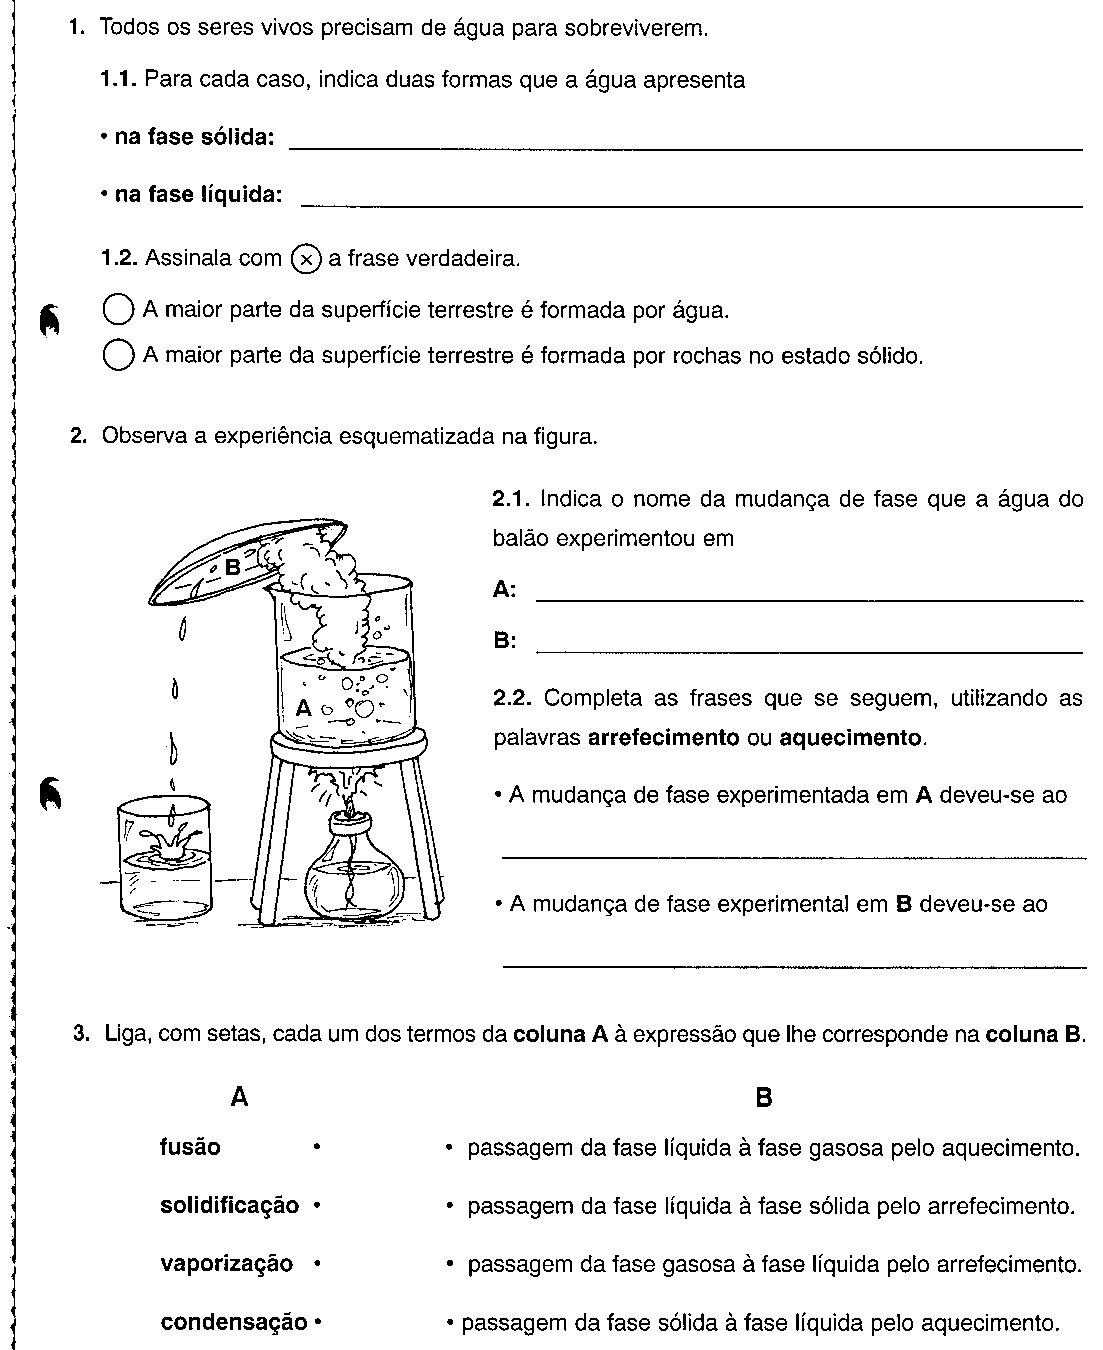 1. Todos os seres vivos precisam de água para sobreviverem.
1.1. Para cada caso, indica duas formas que a água apresenta
• na fase sólida:
• na fase líquida:
1.2. Assinala com (×) a frase verdadeira.
A maior parte da superfície terrestre é formada por água.
A maior parte da superfície terrestre é formada por rochas no estado sólido.
2. Observa a experiência esquematizada na figura.
B
A
2.1. Indica o nome da mudança de fase que a água do
balão experimentou em
A:
B:
2.2. Completa as frases que se seguem, utilizando as
palavras arrefecimento ou aquecimento.
• A mudança de fase experimentada em A deveu-se ao
• A mudança de fase experimental em B deveu-se ao
3. Liga, com setas, cada um dos termos da coluna A à expressão que lhe corresponde na coluna B.
A B
fusão • • passagem da fase líquida à fase gasosa pelo aquecimento.
solidificação • • passagem da fase líquida à fase sólida pelo arrefecimento.
vaporização • • passagem da fase gasosa à fase líquida pelo arrefecimento.
condensação • • passagem da fase sólida à fase líquida pelo aquecimento.